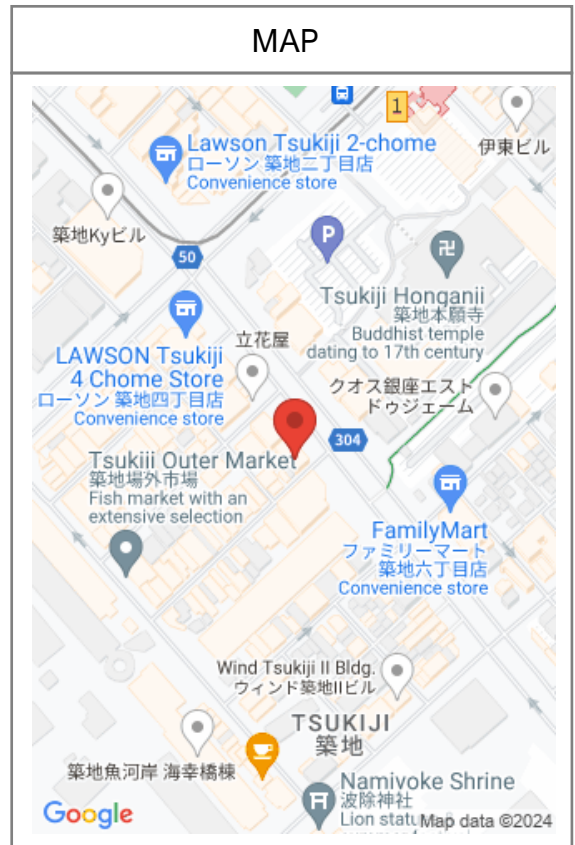 MAP
1
Lawson Tsukiji 2-chome
ローソン 築地二丁目店
Convenience store
伊東ビル
築地Kyビル
50
P
卍
Tsukiji Honganji
築地本願寺
Buddhist temple
dating to 17th century
立花屋
LAWSON Tsukiji
4 Chome Store
ローソン 築地四丁目店
Convenience store
クオス銀座エスト
ドゥジェーム
304
Tsukiji Outer Market
築地場外市場
Fish market with an
extensive selection
FamilyMart
ファミリーマート
築地六丁目店
Convenience store
Wind Tsukiji II Bldg.
ウィンド築地IIビル
TSUKIJI
築地
築地魚河岸 海幸橋棟
Namiyoke Shrine
波除神社
Lion statu
Google
Map data ©2024